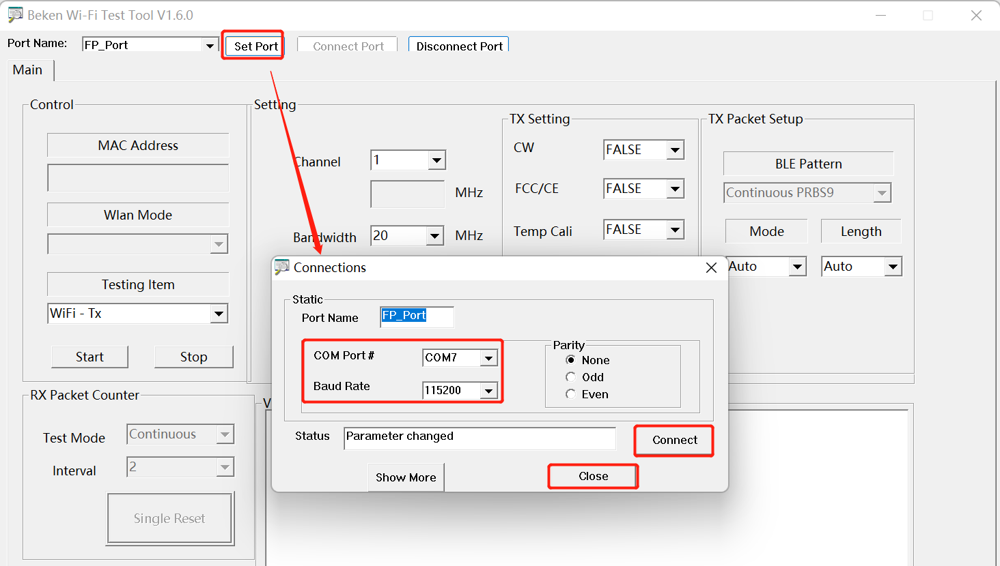 Beken Wi-Fi Test Tool V1.6.0
Port Name: FP_Port Set Port Connect Port Disconnect Port
Main
Control
MAC Address
Wlan Mode
Testing Item
WiFi - Tx
Start Stop
Setting
Channel 1
MHz
Bandwidth 20 MHz
TX Setting
CW FALSE
FCC/CE FALSE
Temp Cali FALSE
TX Packet Setup
BLE Pattern
Continuous PRBS9
Mode Length
Auto Auto
Connections
Static
Port Name FP_Port
COM Port # COM7
Baud Rate 115200
Parity
None
Odd
Even
Status Parameter changed Connect
Show More Close
RX Packet Counter
Test Mode Continuous
Interval 2
Single Reset